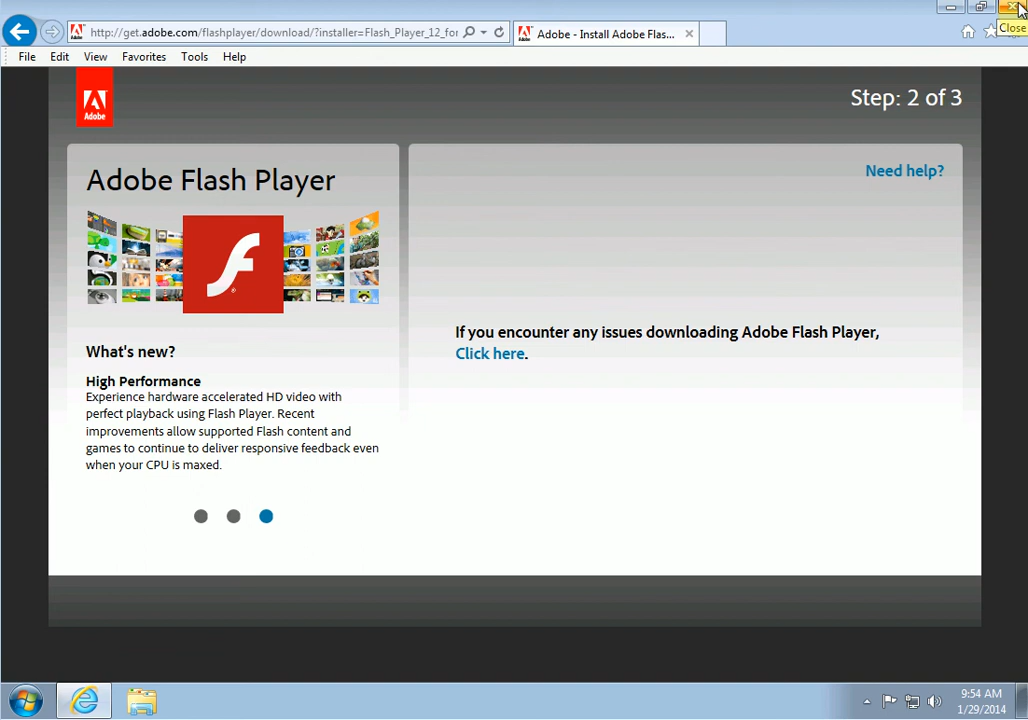 Close
http://get.adobe.com/flashplayer/download/?installer=Flash_Player_12_for
Adobe - Install Adobe Flas...
File Edit View Favorites Tools Help
Adobe
Step: 2 of 3
Adobe Flash Player
Need help?
If you encounter any issues downloading Adobe Flash Player,
Click here.
What's new?
High Performance
Experience hardware accelerated HD video with
perfect playback using Flash Player. Recent
improvements allow supported Flash content and
games to continue to deliver responsive feedback even
when your CPU is maxed.
9:54 AM
1/29/2014